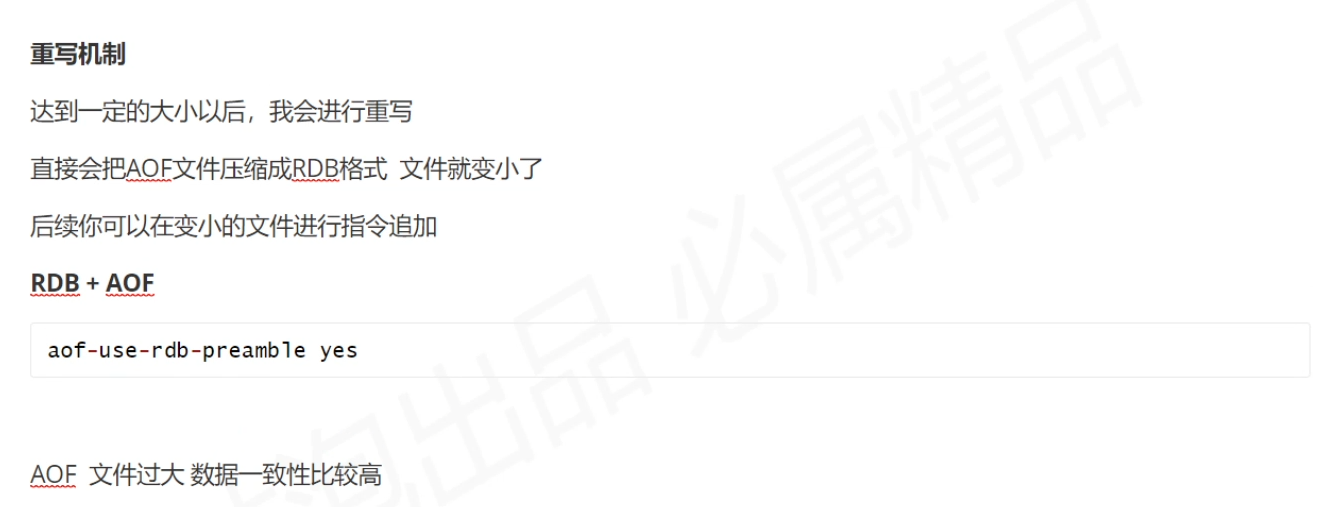 重写机制
达到一定的大小以后，我会进行重写
直接会把AOF文件压缩成RDB格式 文件就变小了
后续你可以在变小的文件进行指令追加
RDB + AOF
aof-use-rdb-preamble yes
AOF 文件过大 数据一致性比较高
泡出品 必属精品